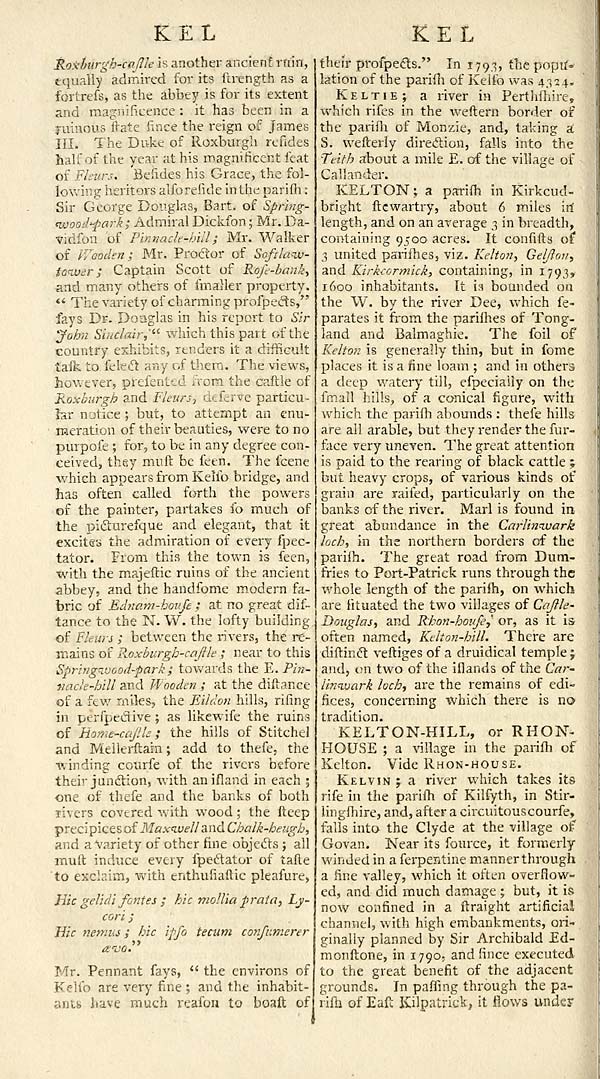 KEL
Roxburgh-caſtle is another ancient ruin,
equally admired for its ſtrength as a
fortreſs, as the abbey is for its extent
and magnificence: it has been in a
ruinous ſtate ſince the reign of James
III. The Duke of Roxburgh reſides
half of the year at his magnificent ſeat
of Fleurs. Beſides his Grace, the fol-
lowing heritors alſo reſide in the pariſh:
Sir George Douglas, Bart. of Spring-
wood-park; Admiral Dickſon; Mr. Da-
vidſon of Pinnacle-hill; Mr. Walker
of Wooden; Mr. Proctor of Softlaw-
tower; Captain Scott of Roſe-bank,
and many others of ſmaller property.
“ The variety of charming proſpects,”
ſays Dr. Douglas in his report to Sir
John Sinclair, “ which this part of the
country exhibits, renders it a difficult
taſk to ſelect any of them. The views,
however, preſented from the caſtle of
Roxburgh and Fleurs, deſerve particu-
lar notice; but, to attempt an enu-
meration of their beauties, were to no
purpoſe; for, to be in any degree con-
ceived, they muſt be ſeen. The ſcene
which appears from Kelſo bridge, and
has often called forth the powers
of the painter, partakes ſo much of
the pictureſque and elegant, that it
excites the admiration of every ſpec-
tator. From this the town is ſeen,
with the majeſtic ruins of the ancient
abbey, and the handſome modern fa-
bric of Ednam-houſe; at no great diſ-
tance to the N. W. the lofty building
of Fleurs; between the rivers, the re-
mains of Roxburgh-caſtle; near to this
Springwood-park; towards the E. Pin-
nacle-hill and Wooden; at the diſtance
of a few miles, the Eildon hills, riſing
in perſpective; as likewiſe the ruins
of Home-caſtle; the hills of Stitchel
and Mellerſtain; add to theſe, the
winding courſe of the rivers before
their junction, with an iſland in each;
one of theſe and the banks of both
rivers covered with wood; the ſteep
precipices of Maxwell and Chalk-heugh,
and a variety of other fine objects; all
muſt induce every ſpectator of taſte
to exclaim, with enthuſiaſtic pleaſure,
Hic gelidi fontes; hic mollia prata, Ly-
cori;
Hic nemus; hic ipſo tecum conſumerer
ævo.”
Mr. Pennant ſays, “ the environs of
Kelſo are very fine; and the inhabit-
ants have much reaſon to boaſt of
KEL
their proſpects.” In 1793, the popu-
lation of the pariſh of Kelſo was 4324.
KELTIE; a river in Perthſhire,
which riſes in the weſtern border of
the pariſh of Monzie, and, taking a
S. weſterly direction, falls into the
Teith about a mile E. of the village of
Callander.
KELTON; a pariſh in Kirkcud-
bright ſtewartry, about 6 miles in
length, and on an average 3 in breadth,
containing 9500 acres. It conſiſts of
3 united pariſhes, viz. Kelton, Gelſton,
and Kirkcormick, containing, in 1793,
1600 inhabitants. It is bounded on
the W. by the river Dee, which ſe-
parates it from the pariſhes of Tong-
land and Balmaghie. The ſoil of
Kelton is generally thin, but in ſome
places it is a fine loam; and in others
a deep watery till, eſpecially on the
ſmall hills, of a conical figure, with
which the pariſh abounds: theſe hills
are all arable, but they render the ſur-
face very uneven. The great attention
is paid to the rearing of black cattle;
but heavy crops, of various kinds of
grain are raiſed, particularly on the
banks of the river. Marl is found in
great abundance in the Carlinwark
loch, in the northern borders of the
pariſh. The great road from Dum-
fries to Port-Patrick runs through the
whole length of the pariſh, on which
are ſituated the two villages of Caſtle-
Douglas, and Rhon-houſe, or, as it is
often named, Kelton-hill. There are
diſtinct veſtiges of a druidical temple;
and, on two of the iſlands of the Car-
linwark loch, are the remains of edi-
fices, concerning which there is no
tradition.
KELTON-HILL, or RHON-
HOUSE; a village in the pariſh of
Kelton. Vide RHON-HOUSE.
KELVIN; a river which takes its
riſe in the pariſh of Kilſyth, in Stir-
lingſhire, and, after a circuitous courſe,
falls into the Clyde at the village of
Govan. Near its ſource, it formerly
winded in a ſerpentine manner through
a fine valley, which it often overflow-
ed, and did much damage; but, it is
now confined in a ſtraight artificial
channel, with high embankments, ori-
ginally planned by Sir Archibald Ed-
monſtone, in 1790, and ſince executed
to the great benefit of the adjacent
grounds. In paſſing through the pa-
riſh of Eaſt Kilpatrick, it flows under